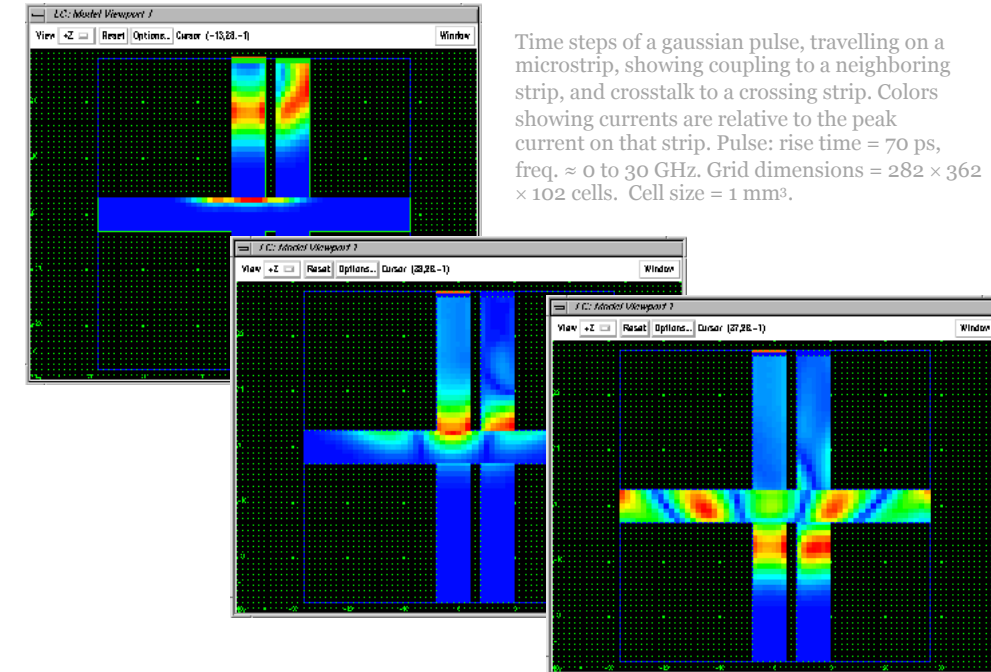 LC: Model Viewport 1
View +Z Reset Options... Cursor (-13,28.-1) Window
Time steps of a gaussian pulse, travelling on a
microstrip, showing coupling to a neighboring
strip, and crosstalk to a crossing strip. Colors
showing currents are relative to the peak
current on that strip. Pulse: rise time = 70 ps,
freq. ≈ 0 to 30 GHz. Grid dimensions = 282 × 362
× 102 cells. Cell size = 1 mm³.
LC: Model Viewport 1
View +Z Reset Options... Cursor (33,26.-1) Window
LC: Model Viewport 1
View +Z Reset Options... Cursor (37,28.-1) Window